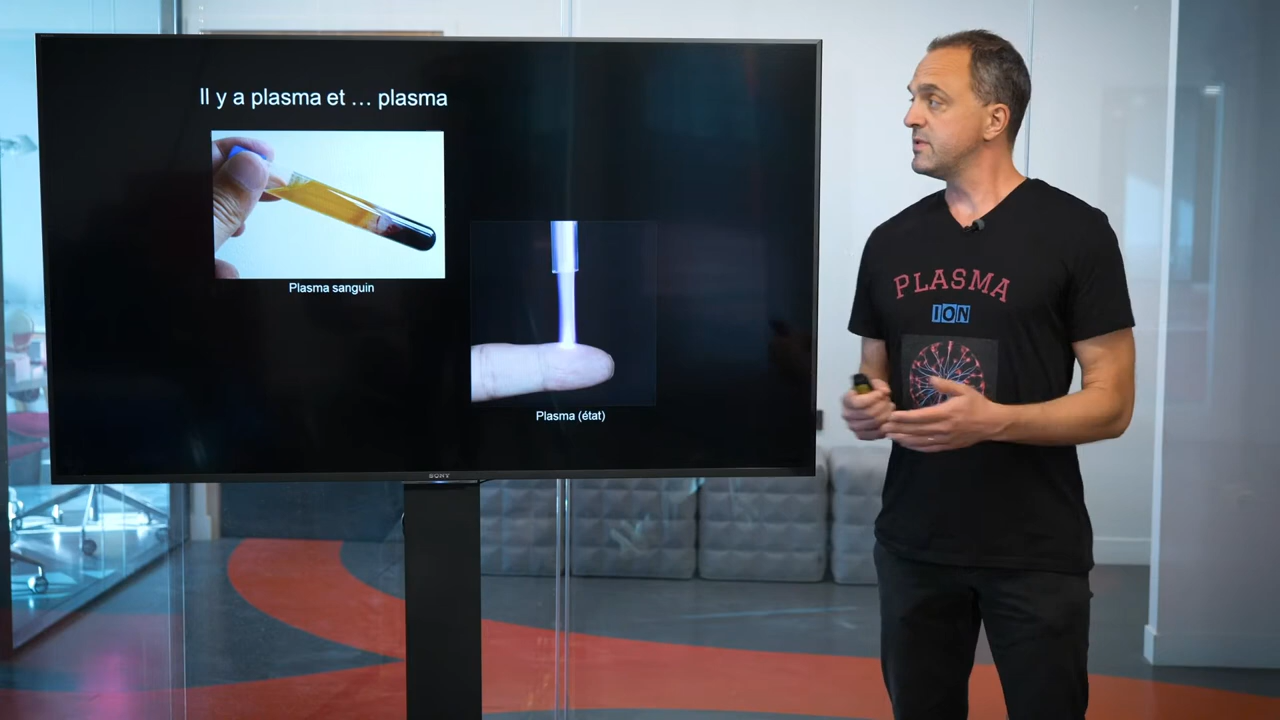 Il y a plasma et … plasma
Plasma sanguin
Plasma (état)
SONY
PLASMA
ION